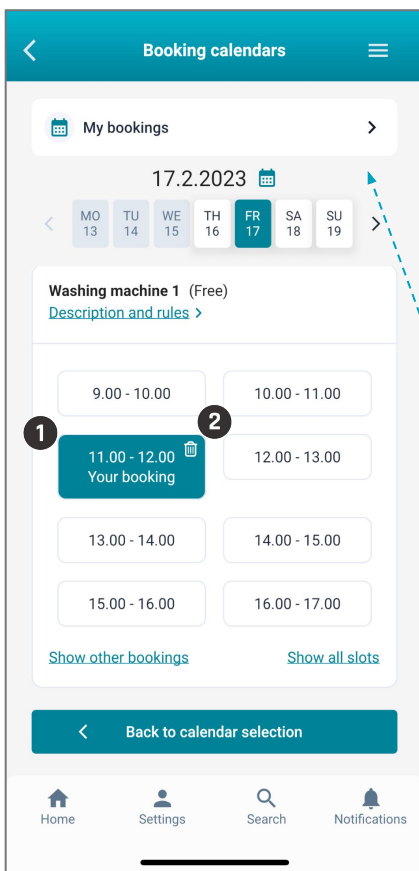 Booking calendars
My bookings
17.2.2023
MO TU WE TH FR SA SU
13 14 15 16 17 18 19
Washing machine 1 (Free)
Description and rules >
9.00 - 10.00 10.00 - 11.00
1 2
11.00 - 12.00 12.00 - 13.00
Your booking
13.00 - 14.00 14.00 - 15.00
15.00 - 16.00 16.00 - 17.00
Show other bookings Show all slots
Back to calendar selection
Home Settings Search Notifications